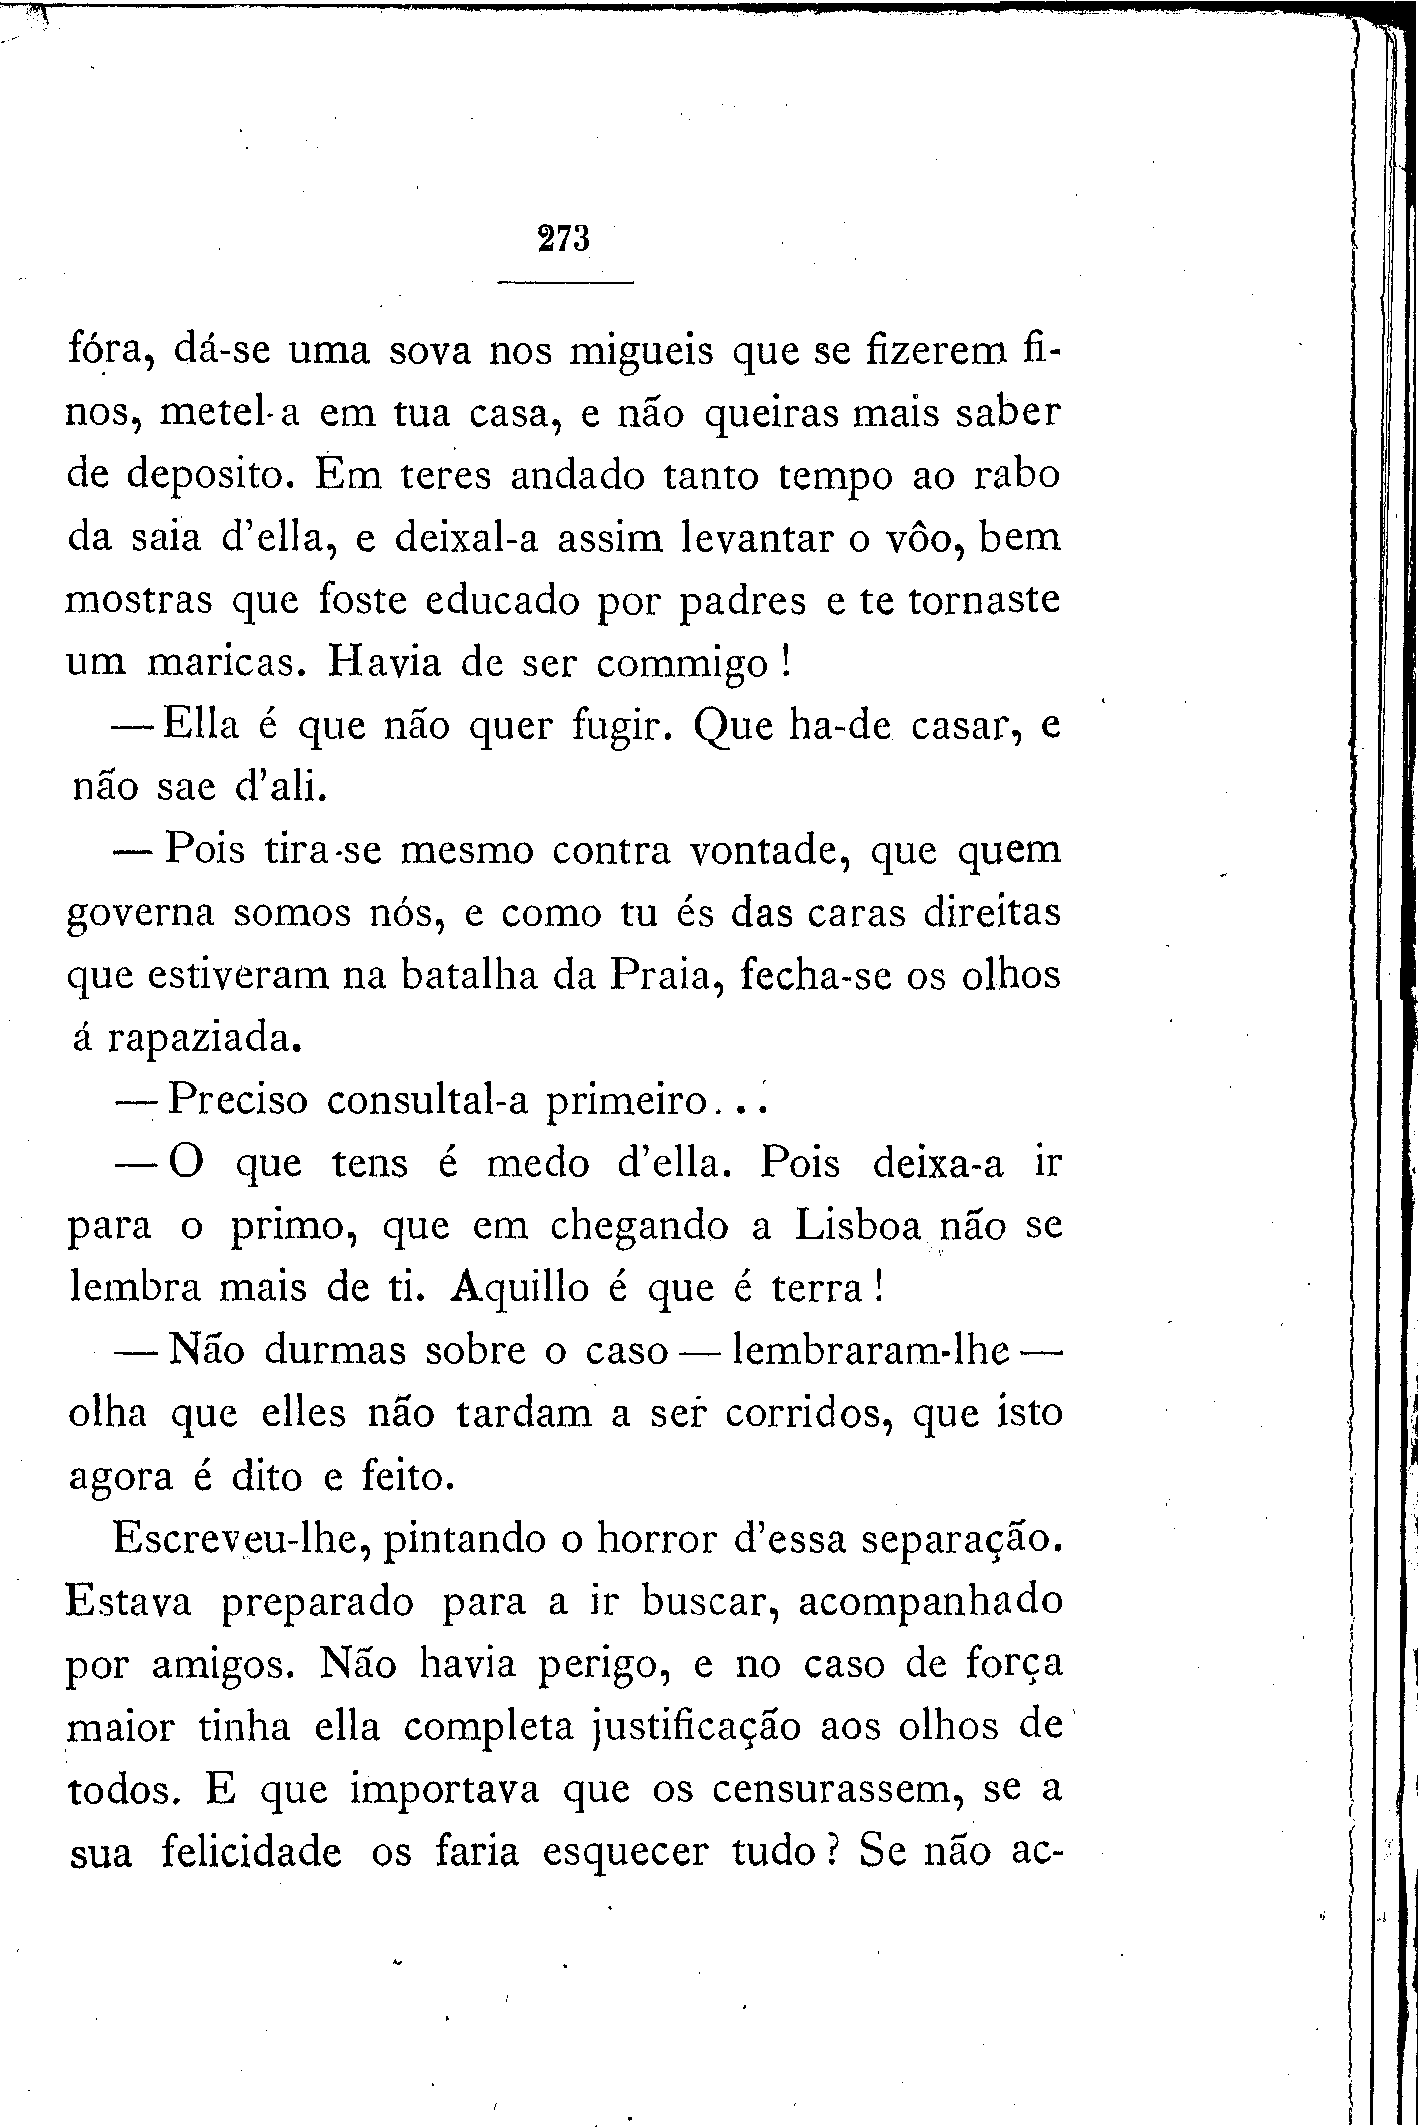 273
fóra, dá-se uma sova nos migueis que se fizerem fi-
nos, metel-a em tua casa, e não queiras mais saber
de deposito. Em teres andado tanto tempo ao rabo
da saia d'ella, e deixal-a assim levantar o vôo, bem
mostras que foste educado por padres e te tornaste
um maricas. Havia de ser commigo !
— Ella é que não quer fugir. Que ha-de casar, e
não sae d'ali.
— Pois tira-se mesmo contra vontade, que quem
governa somos nós, e como tu és das caras direitas
que estiveram na batalha da Praia, fecha-se os olhos
á rapaziada.
— Preciso consultal-a primeiro...
— O que tens é medo d'ella. Pois deixa-a ir
para o primo, que em chegando a Lisboa não se
lembra mais de ti. Aquillo é que é terra !
— Não durmas sobre o caso — lembraram-lhe —
olha que elles não tardam a ser corridos, que isto
agora é dito e feito.
Escreveu-lhe, pintando o horror d'essa separação.
Estava preparado para a ir buscar, acompanhado
por amigos. Não havia perigo, e no caso de força
maior tinha ella completa justificação aos olhos de
todos. E que importava que os censurassem, se a
sua felicidade os faria esquecer tudo ? Se não ac-